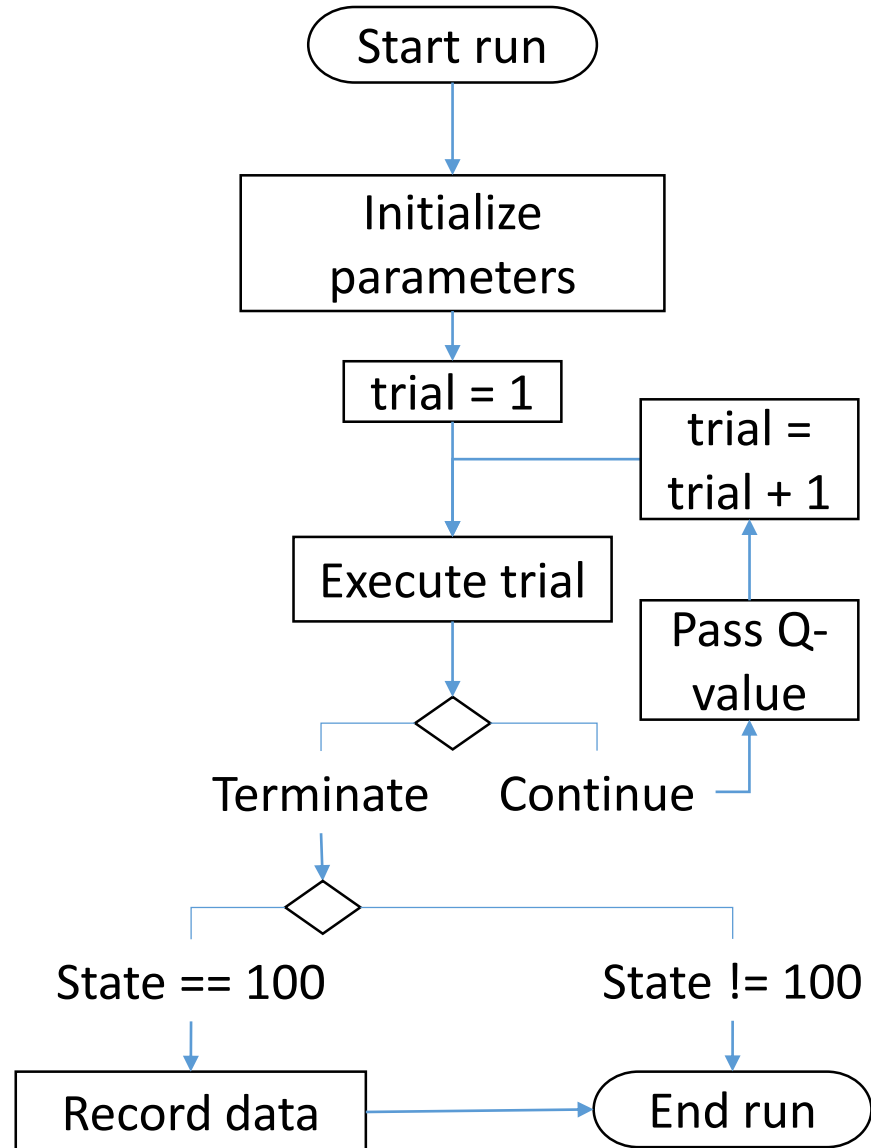 Start run
Initialize
parameters
trial = 1
trial =
trial + 1
Execute trial
Pass Q-
value
Terminate
Continue
State == 100
State != 100
Record data
End run